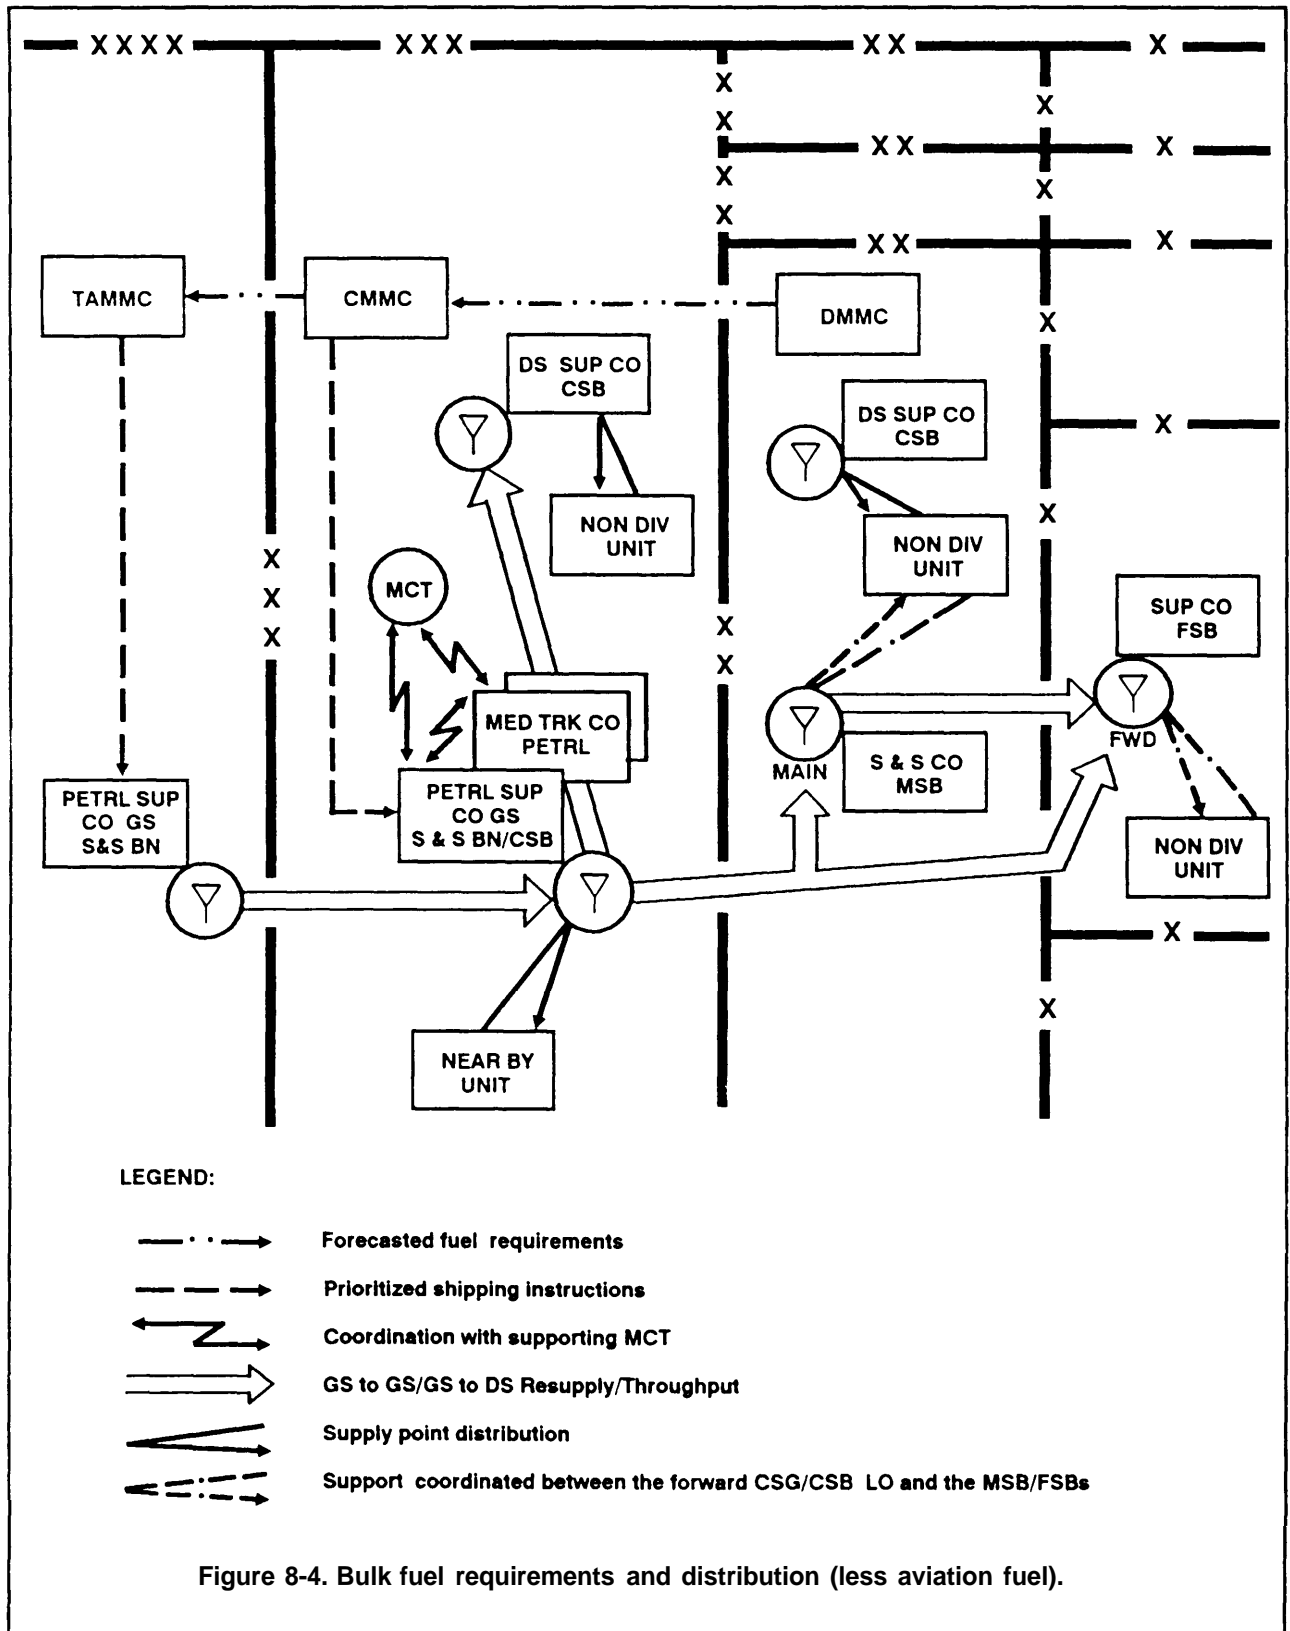 XXXX XXX XX X
X
X
X
XX X
X
X
X
XX X
TAMMC
CMMC
DMMC
X
DS SUP CO
CSB
DS SUP CO
CSB
X
NON DIV
UNIT
X
NON DIV
UNIT
X
X
X
MCT
SUP CO
FSB
X
X
MED TRK CO
PETRL
MAIN
FWD
S & S CO
MSB
PETRL SUP
CO GS
S&S BN
PETRL SUP
CO GS
S & S BN/CSB
NON DIV
UNIT
X
X
NEAR BY
UNIT
LEGEND:
Forecasted fuel requirements
Prioritized shipping instructions
Coordination with supporting MCT
GS to GS/GS to DS Resupply/Throughput
Supply point distribution
Support coordinated between the forward CSG/CSB LO and the MSB/FSBs
Figure 8-4. Bulk fuel requirements and distribution (less aviation fuel).